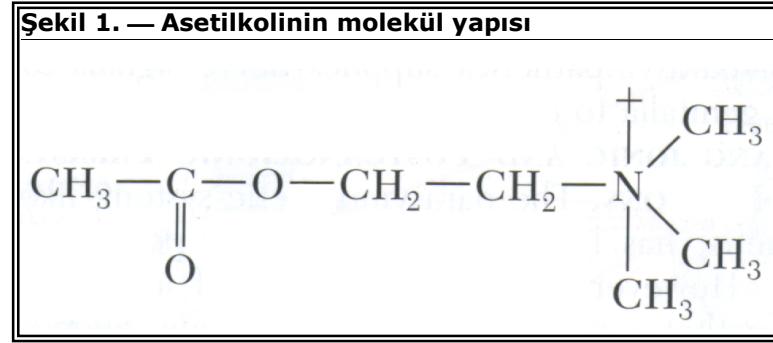 Şekil 1. — Asetilkolinin molekül yapısı
+
CH₃
CH₃—C—O—CH₂—CH₂—N
O
CH₃
CH₃